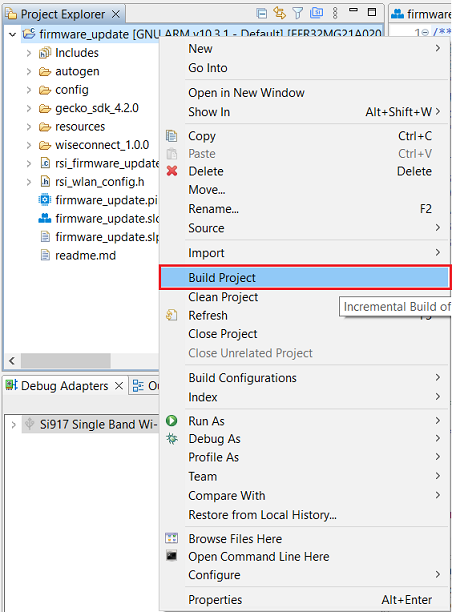 Project Explorer
firmware
firmware_update [GNU ARM v10.3.1 - Default] [EFR32MG21A020
1 /**
Includes
autogen
config
gecko_sdk_4.2.0
resources
wiseconnect_1.0.0
rsi_firmware_update
rsi_wlan_config.h
firmware_update.pi
firmware_update.slc
firmware_update.slp
readme.md
New
Go Into
Open in New Window
Show In Alt+Shift+W
Copy Ctrl+C
Paste Ctrl+V
Delete Delete
Move...
Rename... F2
Source
Import
Build Project
Clean Project
Incremental Build of
Refresh
Close Project
Close Unrelated Project
Build Configurations
Index
Run As
Debug As
Profile As
Team
Compare With
Restore from Local History...
Browse Files Here
Open Command Line Here
Configure
Properties Alt+Enter
Debug Adapters
Ou
Si917 Single Band Wi-